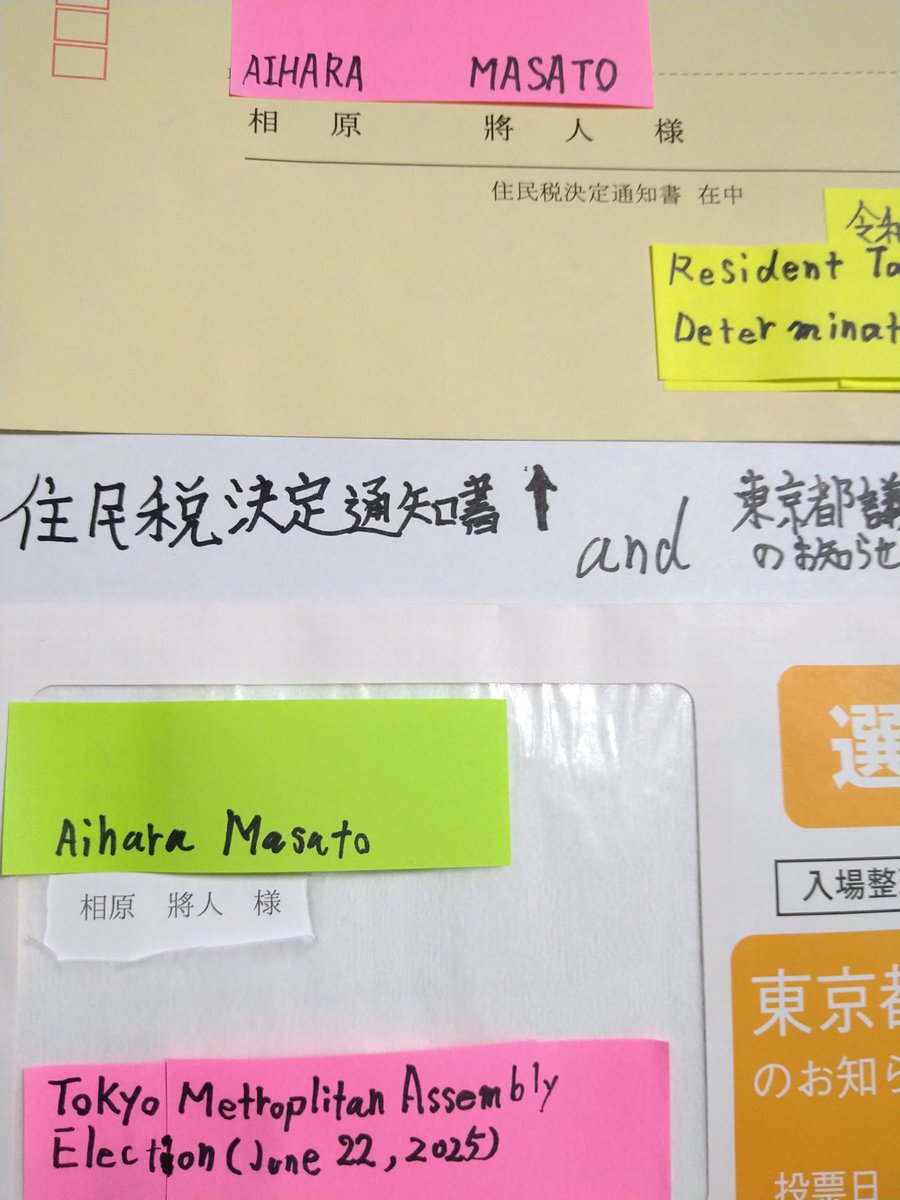 AIHARA MASATO
相原 將人 様
住民税決定通知書 在中
令和
Resident Ta
Determinat
住民税決定通知書↑ and 東京都議
のお知らせ
選
Aihara Masato
相原 將人 様
入場整
東京都
のお知ら
Tokyo Metroplitan Assembly
Election (June 22, 2025)
投票日